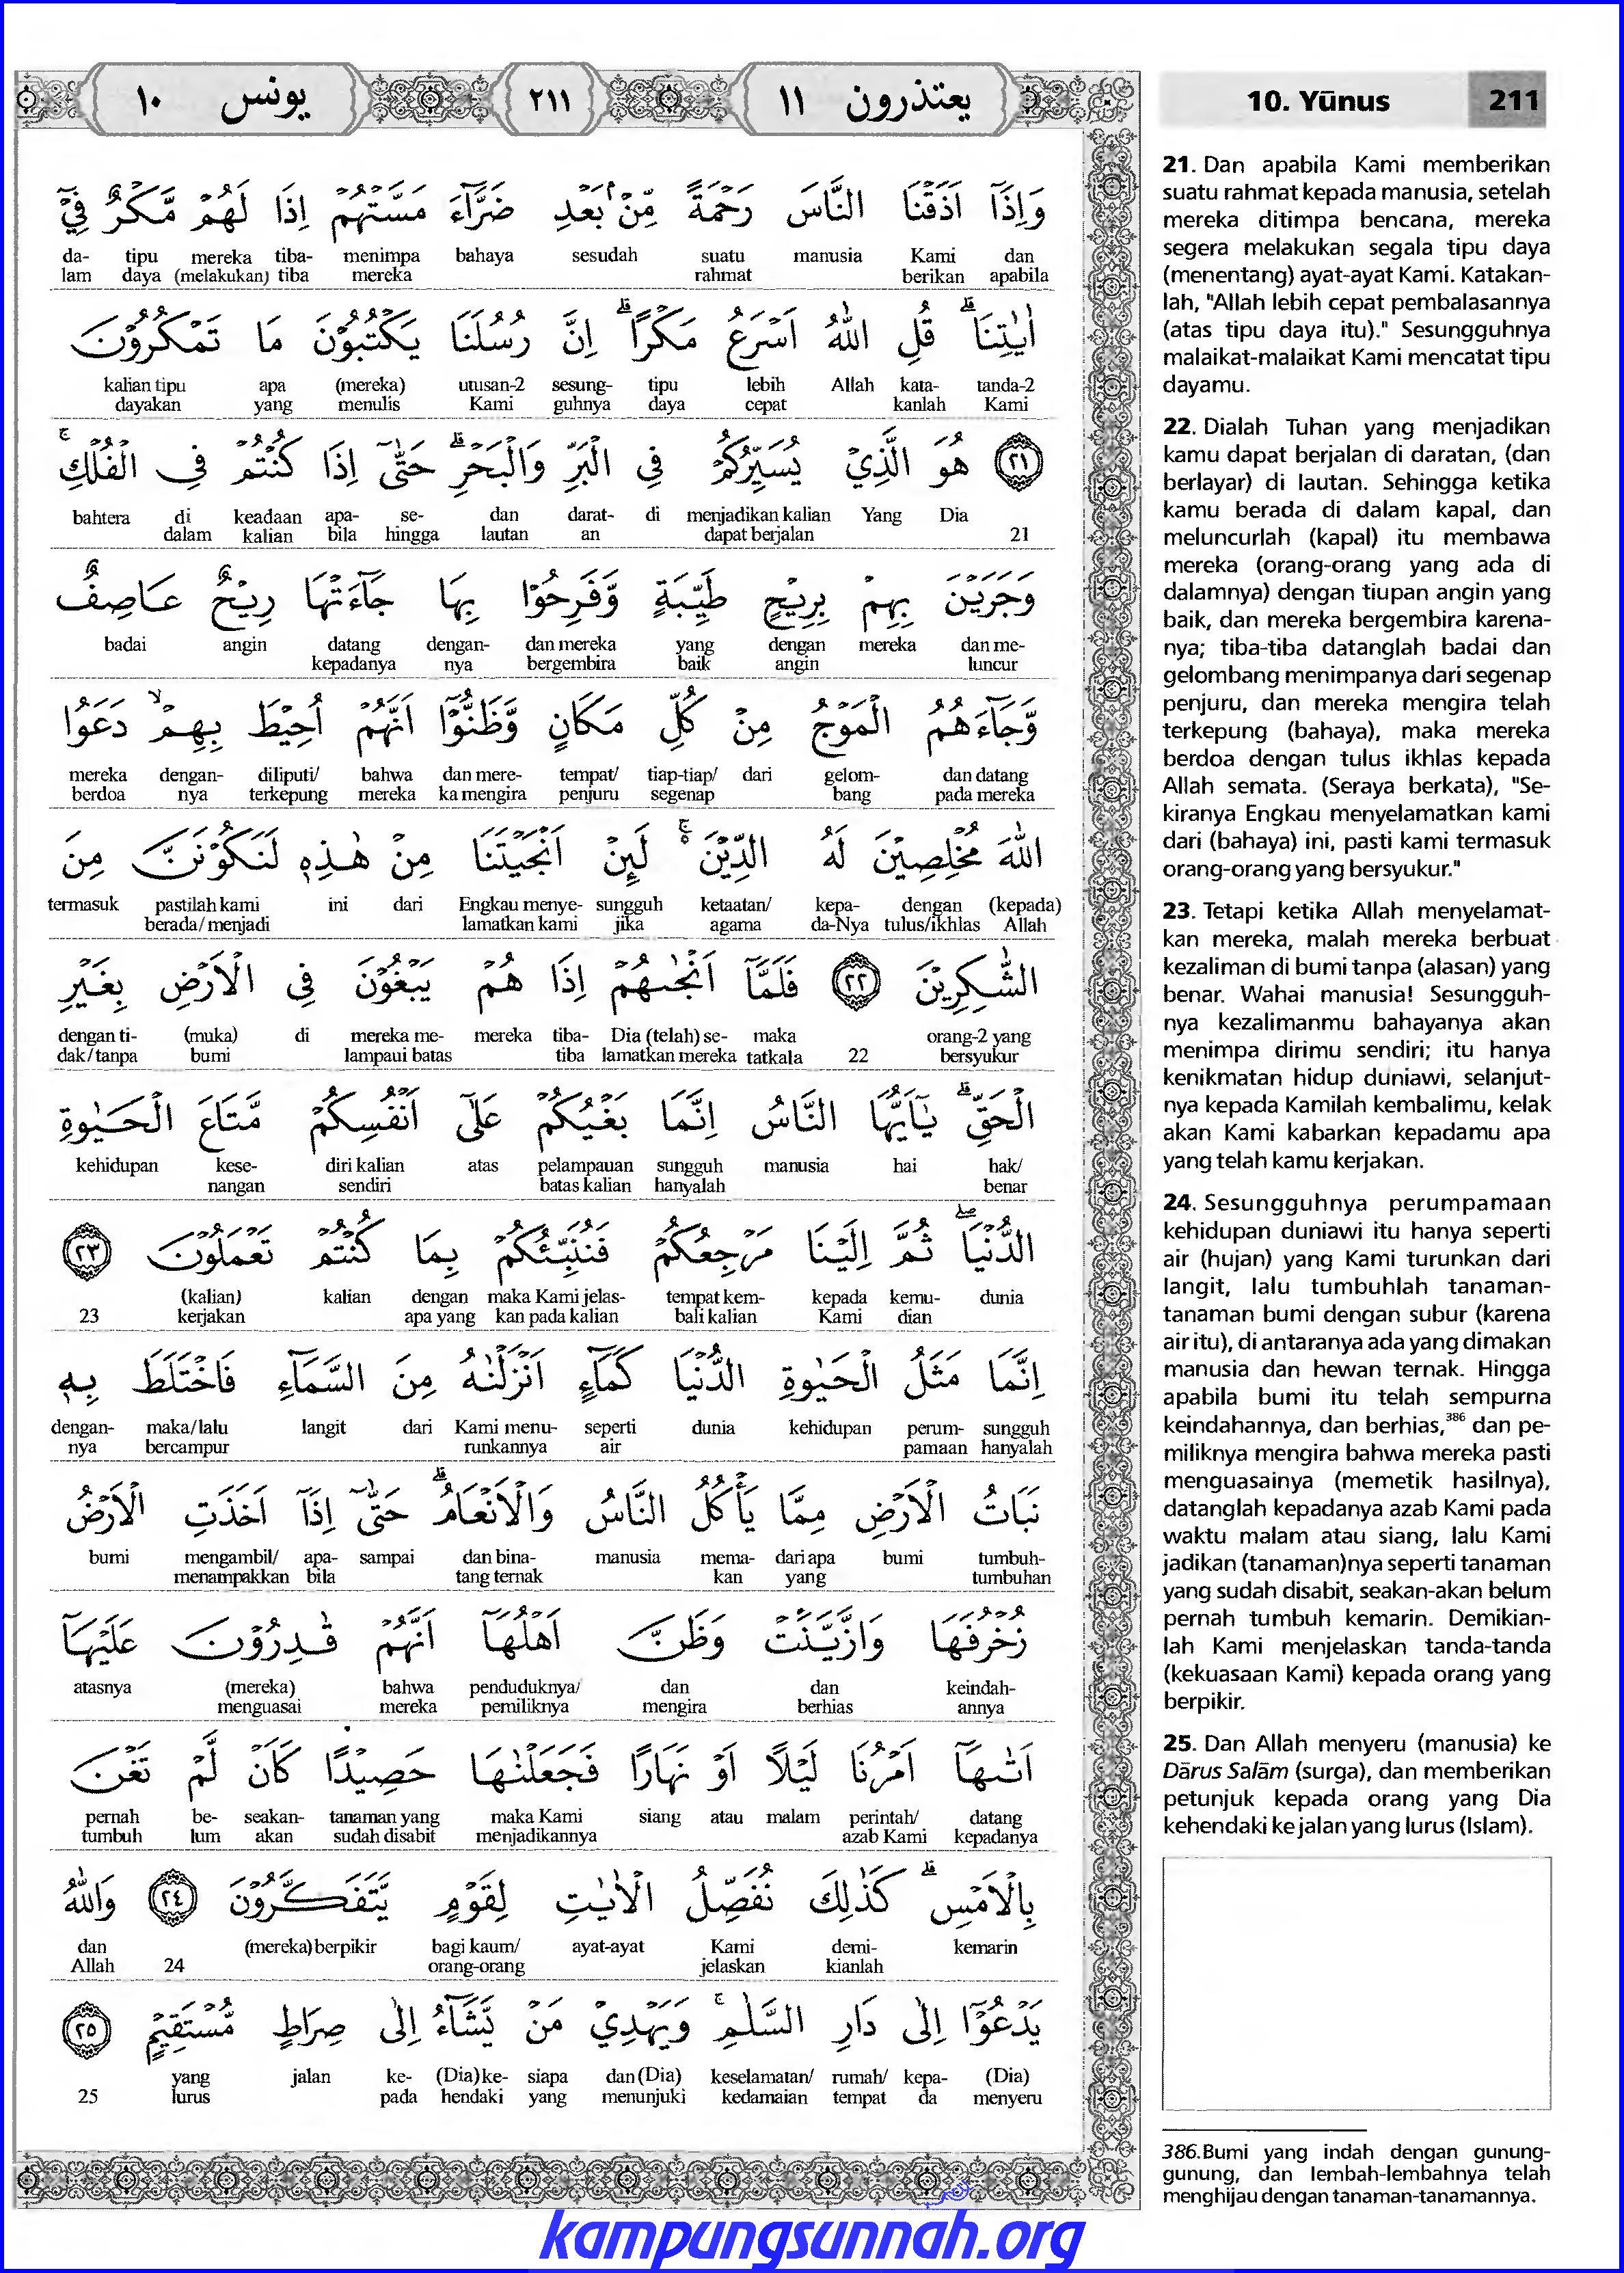 يونس ١٠
٢١١
يعتذرون ١١
10. Yūnus 211
وَاِذَآ اَذَقْنَا النَّاسَ رَحْمَةً مِّنْۢ بَعْدِ ضَرَّآءَ مَسَّتْهُمْ اِذَا لَهُمْ مَّكْرٌ فِيْٓ
dan apabila Kami berikan manusia suatu rahmat sesudah bahaya menimpa mereka tiba-tiba mereka (melakukan) tipu daya da-lam
اٰيٰتِنَاۗ قُلِ اللّٰهُ اَسْرَعُ مَكْرًاۗ اِنَّ رُسُلَنَا يَكْتُبُوْنَ مَا تَمْكُرُوْنَ
tanda-2 Kami kata-kanlah Allah lebih cepat tipu daya sesung-guhnya utusan-2 Kami (mereka) menulis apa yang kalian tipu dayakan
٢١ هُوَ الَّذِيْ يُسَيِّرُكُمْ فِى الْبَرِّ وَالْبَحْرِۗ حَتّٰٓى اِذَا كُنْتُمْ فِى الْفُلْكِۚ
21 Dia Yang menjadikan kalian dapat berjalan di darat-an dan lautan se-hingga apa-bila keadaan kalian di dalam bahtera
وَجَرَيْنَ بِهِمْ بِرِيْحٍ طَيِّبَةٍ وَّفَرِحُوْا بِهَا جَآءَتْهَا رِيْحٌ عَاصِفٌ
dan me-luncur mereka dengan angin yang baik dan mereka bergembira dengan-nya datang kepadanya angin badai
وَّجَآءَهُمُ الْمَوْجُ مِنْ كُلِّ مَكَانٍ وَّظَنُّوْٓا اَنَّهُمْ اُحِيْطَ بِهِمْۙ دَعَوُا
dan datang pada mereka gelom-bang dari tiap-tiap/ segenap tempat/ penjuru dan mere-ka mengira bahwa mereka diliputi/ terkepung dengan-nya mereka berdoa
اللّٰهَ مُخْلِصِيْنَ لَهُ الدِّيْنَ ۚ لَىِٕنْ اَنْجَيْتَنَا مِنْ هٰذِهٖ لَنَكُوْنَنَّ مِنَ
(kepada) Allah dengan tulus/ikhlas kepa-da-Nya ketaatan/ agama sungguh jika Engkau menye-lamatkan kami dari ini pastilah kami berada/menjadi termasuk
الشّٰكِرِيْنَ ٢٢ فَلَمَّآ اَنْجٰىهُمْ اِذَا هُمْ يَبْغُوْنَ فِى الْاَرْضِ بِغَيْرِ
orang-2 yang bersyukur 22 maka tatkala Dia (telah) se-lamatkan mereka tiba-tiba mereka mereka me-lampaui batas di (muka) bumi dengan ti-dak/tanpa
الْحَقِّۗ يٰٓاَيُّهَا النَّاسُ اِنَّمَا بَغْيُكُمْ عَلٰٓى اَنْفُسِكُمْ مَّتَاعَ الْحَيٰوةِ
hak/ benar hai manusia sungguh hanyalah pelampauan batas kalian atas diri kalian sendiri kese-nangan kehidupan
الدُّنْيَاۖ ثُمَّ اِلَيْنَا مَرْجِعُكُمْ فَنُنَبِّئُكُمْ بِمَا كُنْتُمْ تَعْمَلُوْنَ ٢٣
dunia kemu-dian kepada Kami tempat kem-bali kalian maka Kami jelas-kan pada kalian dengan apa yang kalian (kalian) kerjakan 23
اِنَّمَا مَثَلُ الْحَيٰوةِ الدُّنْيَا كَمَآءٍ اَنْزَلْنٰهُ مِنَ السَّمَآءِ فَاخْتَلَطَ بِهٖ
sungguh hanyalah perum-pamaan kehidupan dunia seperti air Kami menu-runkannya dari langit maka/lalu bercampur dengan-nya
نَبَاتُ الْاَرْضِ مِمَّا يَأْكُلُ النَّاسُ وَالْاَنْعَامُۗ حَتّٰٓى اِذَآ اَخَذَتِ الْاَرْضُ
tumbuh-tumbuhan bumi dari apa yang mema-kan manusia dan bina-tang ternak sampai apa-bila mengambil/ menampakkan bumi
زُخْرُفَهَا وَازَّيَّنَتْ وَظَنَّ اَهْلُهَآ اَنَّهُمْ قٰدِرُوْنَ عَلَيْهَآ
keindah-annya dan berhias dan mengira penduduknya/ pemiliknya bahwa mereka (mereka) menguasai atasnya
اَتٰىهَآ اَمْرُنَا لَيْلًا اَوْ نَهَارًا فَجَعَلْنٰهَا حَصِيْدًا كَاَنْ لَّمْ تَغْنَ
datang kepadanya perintah/ azab Kami malam atau siang maka Kami menjadikannya tanaman yang sudah disabit seakan-akan be-lum pernah tumbuh
بِالْاَمْسِۗ كَذٰلِكَ نُفَصِّلُ الْاٰيٰتِ لِقَوْمٍ يَّتَفَكَّرُوْنَ ٢٤ وَاللّٰهُ
kemarin demi-kianlah Kami jelaskan ayat-ayat bagi kaum/ orang-orang (mereka) berpikir 24 dan Allah
يَدْعُوْٓا اِلٰى دَارِ السَّلٰمِۚ وَيَهْدِيْ مَنْ يَّشَآءُ اِلٰى صِرَاطٍ مُّسْتَقِيْمٍ ٢٥
(Dia) menyeru kepa-da rumah/ tempat keselamatan/ kedamaian dan (Dia) menunjuki siapa yang (Dia) ke-hendaki ke-pada jalan yang lurus 25
21. Dan apabila Kami memberikan
suatu rahmat kepada manusia, setelah
mereka ditimpa bencana, mereka
segera melakukan segala tipu daya
(menentang) ayat-ayat Kami. Katakan-
lah, "Allah lebih cepat pembalasannya
(atas tipu daya itu)." Sesungguhnya
malaikat-malaikat Kami mencatat tipu
dayamu.
22. Dialah Tuhan yang menjadikan
kamu dapat berjalan di daratan, (dan
berlayar) di lautan. Sehingga ketika
kamu berada di dalam kapal, dan
meluncurlah (kapal) itu membawa
mereka (orang-orang yang ada di
dalamnya) dengan tiupan angin yang
baik, dan mereka bergembira karena-
nya; tiba-tiba datanglah badai dan
gelombang menimpanya dari segenap
penjuru, dan mereka mengira telah
terkepung (bahaya), maka mereka
berdoa dengan tulus ikhlas kepada
Allah semata. (Seraya berkata), "Se-
kiranya Engkau menyelamatkan kami
dari (bahaya) ini, pasti kami termasuk
orang-orang yang bersyukur."
23. Tetapi ketika Allah menyelamat-
kan mereka, malah mereka berbuat
kezaliman di bumi tanpa (alasan) yang
benar. Wahai manusia! Sesungguh-
nya kezalimanmu bahayanya akan
menimpa dirimu sendiri; itu hanya
kenikmatan hidup duniawi, selanjut-
nya kepada Kamilah kembalimu, kelak
akan Kami kabarkan kepadamu apa
yang telah kamu kerjakan.
24. Sesungguhnya perumpamaan
kehidupan duniawi itu hanya seperti
air (hujan) yang Kami turunkan dari
langit, lalu tumbuhlah tanaman-
tanaman bumi dengan subur (karena
air itu), di antaranya ada yang dimakan
manusia dan hewan ternak. Hingga
apabila bumi itu telah sempurna
keindahannya, dan berhias,³⁸⁶ dan pe-
miliknya mengira bahwa mereka pasti
menguasainya (memetik hasilnya),
datanglah kepadanya azab Kami pada
waktu malam atau siang, lalu Kami
jadikan (tanaman)nya seperti tanaman
yang sudah disabit, seakan-akan belum
pernah tumbuh kemarin. Demikian-
lah Kami menjelaskan tanda-tanda
(kekuasaan Kami) kepada orang yang
berpikir.
25. Dan Allah menyeru (manusia) ke
Dārus Salām (surga), dan memberikan
petunjuk kepada orang yang Dia
kehendaki ke jalan yang lurus (Islam).
386.Bumi yang indah dengan gunung-
gunung, dan lembah-lembahnya telah
menghijau dengan tanaman-tanamannya.
kampungsunnah.org